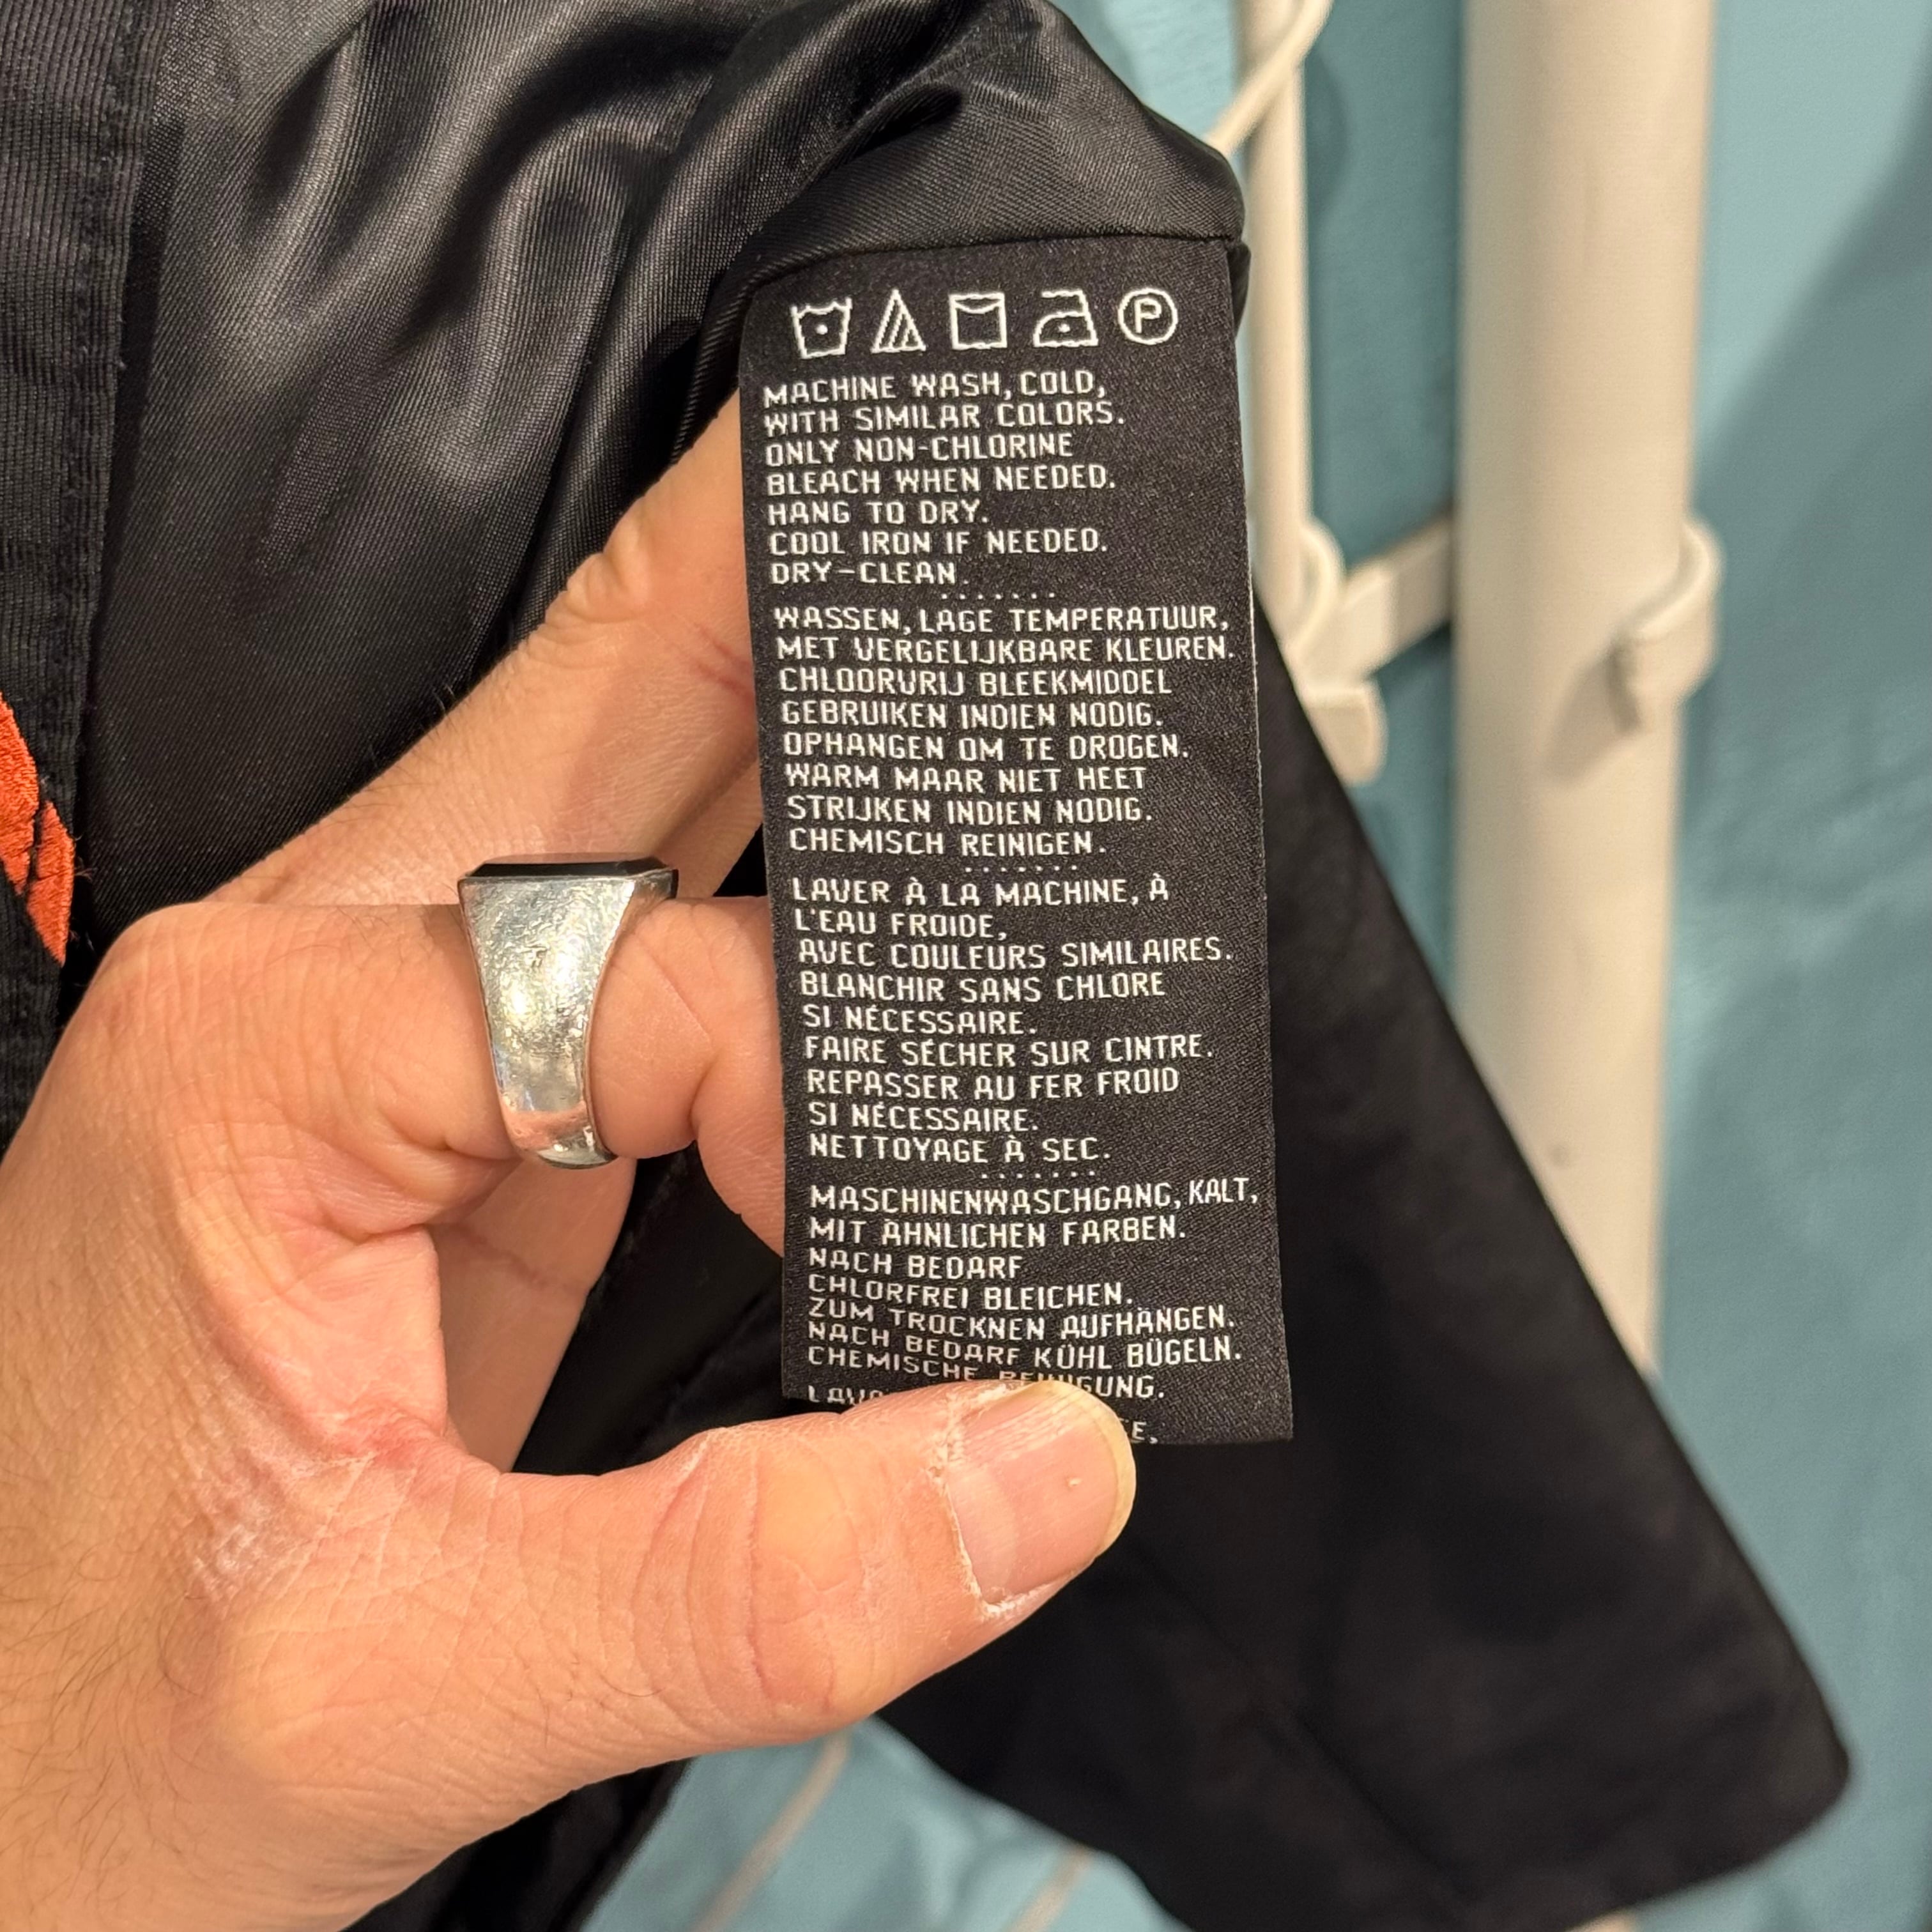 P
MACHINE WASH, COLD,
WITH SIMILAR COLORS.
ONLY NON-CHLORINE
BLEACH WHEN NEEDED.
HANG TO DRY.
COOL IRON IF NEEDED.
DRY-CLEAN.
.......
WASSEN, LAGE TEMPERATUUR,
MET VERGELIJKBARE KLEUREN.
CHLOORVRIJ BLEEKMIDDEL
GEBRUIKEN INDIEN NODIG.
OPHANGEN OM TE DROGEN.
WARM MAAR NIET HEET
STRIJKEN INDIEN NODIG.
CHEMISCH REINIGEN.
.......
LAVER À LA MACHINE, À
L'EAU FROIDE,
AVEC COULEURS SIMILAIRES.
BLANCHIR SANS CHLORE
SI NÉCESSAIRE.
FAIRE SÉCHER SUR CINTRE.
REPASSER AU FER FROID
SI NÉCESSAIRE.
NETTOYAGE À SEC.
.......
MASCHINENWASCHGANG, KALT,
MIT ÄHNLICHEN FARBEN.
NACH BEDARF
CHLORFREI BLEICHEN.
ZUM TROCKNEN AUFHÄNGEN.
NACH BEDARF KÜHL BÜGELN.
CHEMISCHE REINIGUNG.